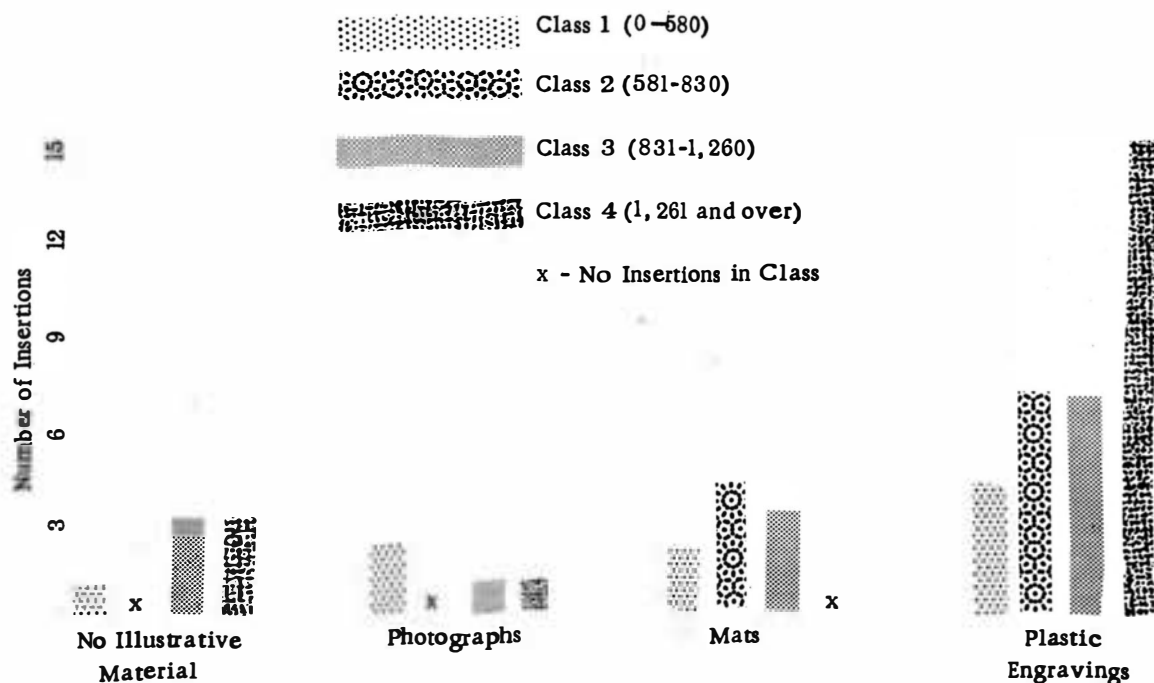 Class 1 (0-580)
Class 2 (581-830)
Class 3 (831-1, 260)
Class 4 (1, 261 and over)
x - No Insertions in Class
Number of Insertions
15
12
9
6
3
x
x
x
No Illustrative
Material
Photographs
Mats
Plastic
Engravings